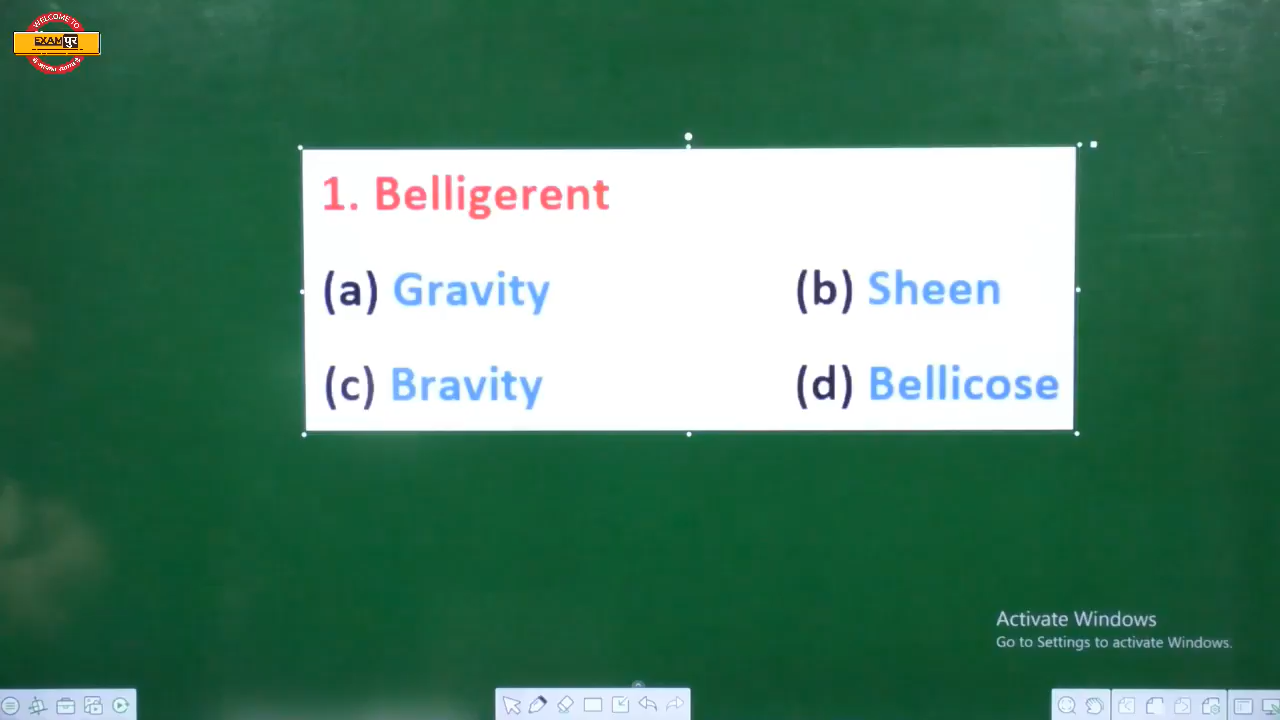 WELCOME TO
EXAMपुर
1. Belligerent
(a) Gravity (b) Sheen
(c) Bravity (d) Bellicose
Activate Windows
Go to Settings to activate Windows.